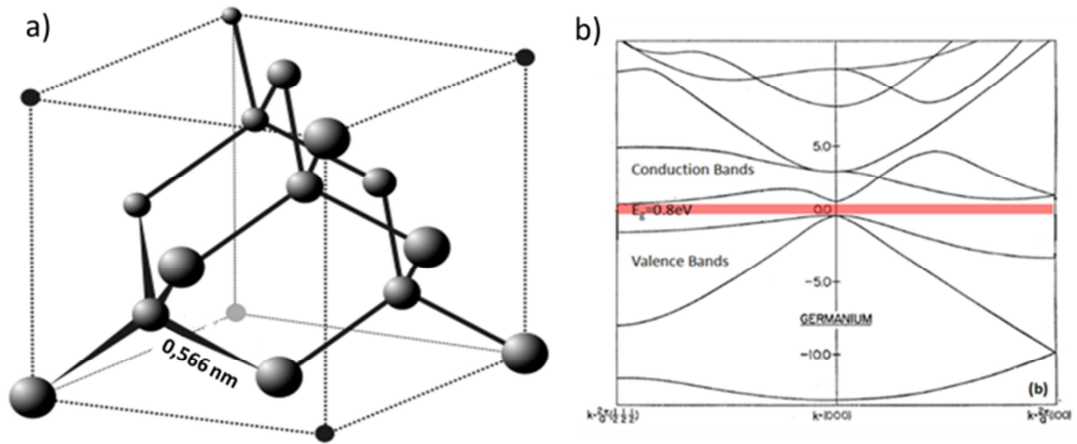 a)
0,566 nm
b)
5.0
Conduction Bands
Eg=0.8eV
0.0
Valence Bands
-5.0
GERMANIUM
-10.0
(b)
k=(000)